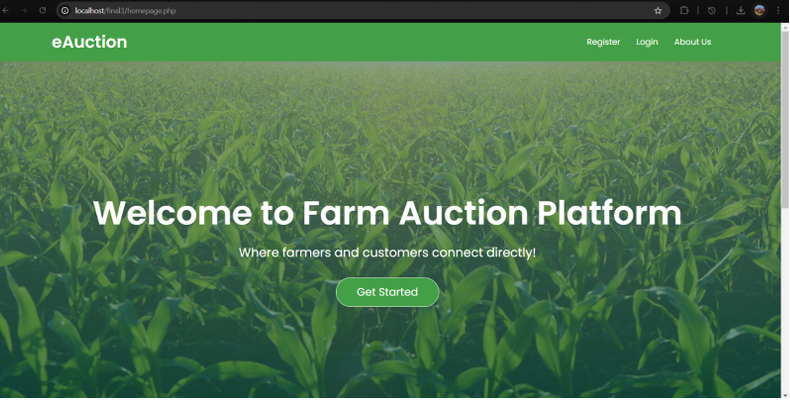 localhost/final3/homepage.php
eAuction
Register Login About Us
Welcome to Farm Auction Platform
Where farmers and customers connect directly!
Get Started